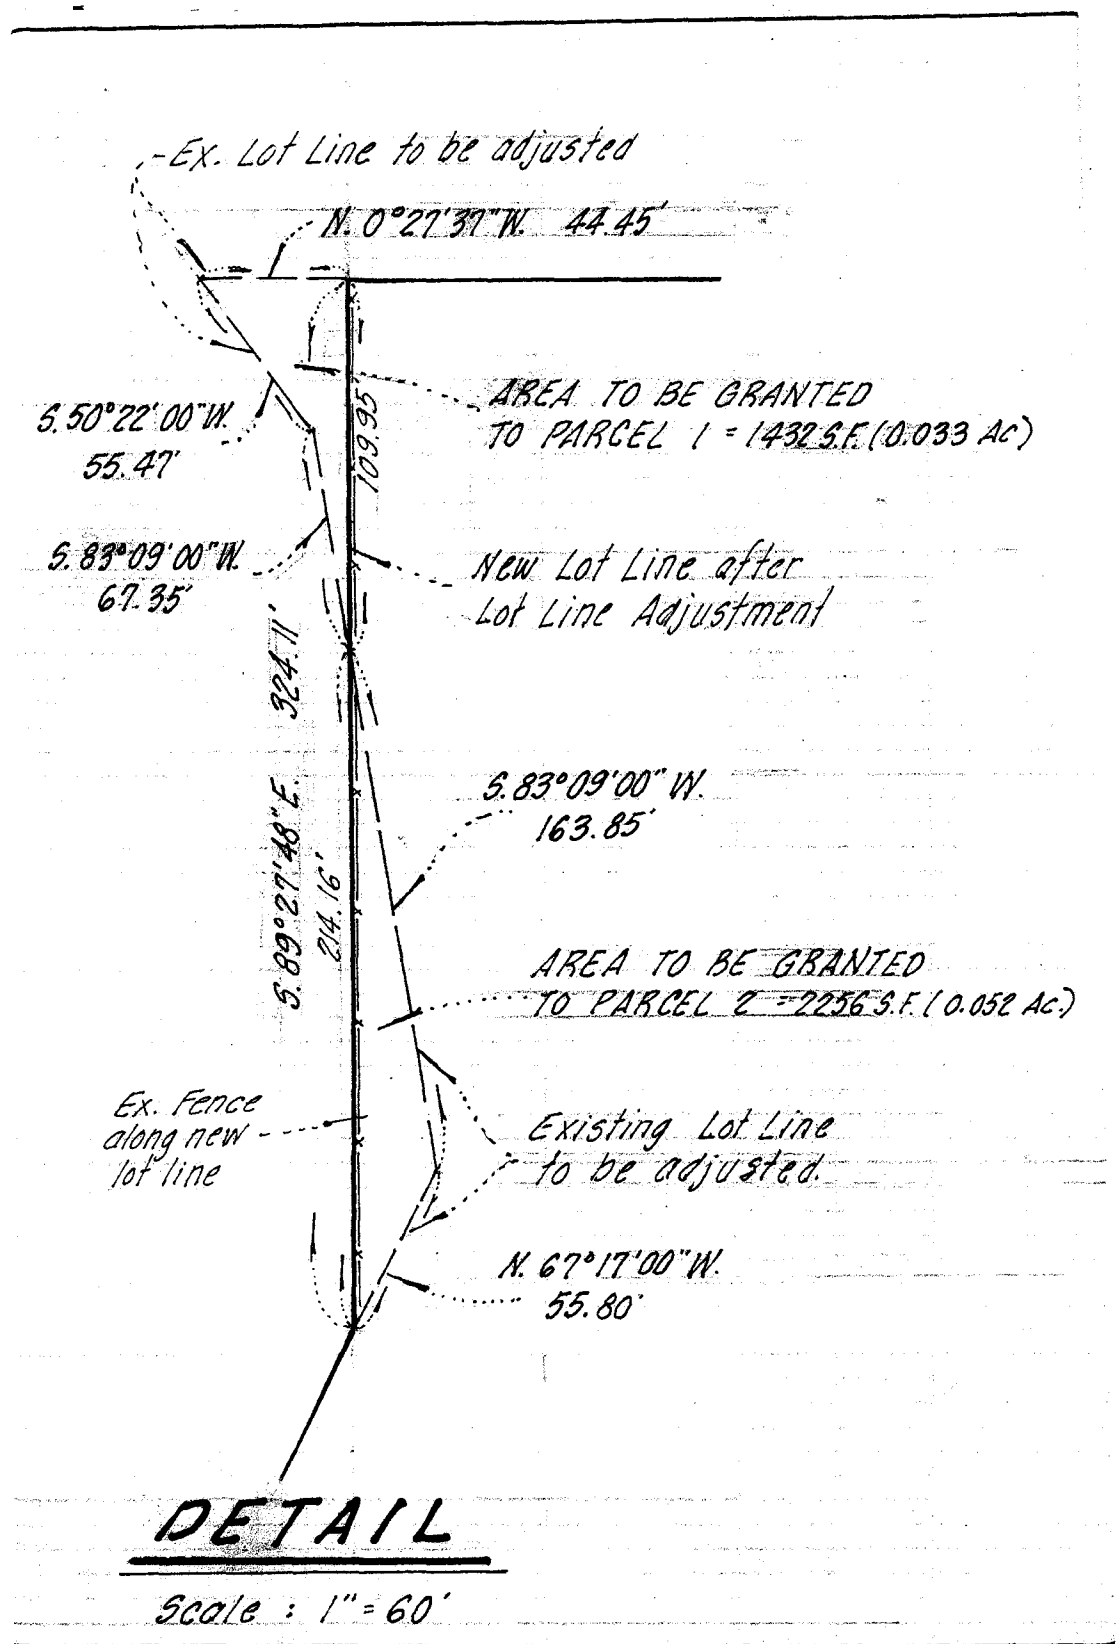 Ex. Lot Line to be adjusted
N. 0°27'37"W. 44.45'
AREA TO BE GRANTED
TO PARCEL 1 = 1432 S.F. (0.033 Ac)
S. 50°22'00"W.
55.47'
109.95
S. 83°09'00"W.
67.35'
New Lot Line after
Lot Line Adjustment
S. 89°27'48"E. 324.11'
214.16'
S. 83°09'00"W.
163.85'
AREA TO BE GRANTED
TO PARCEL 2 = 2256 S.F. (0.052 Ac.)
Ex. Fence
along new
lot line
Existing Lot Line
to be adjusted.
N. 67°17'00"W.
55.80'
DETAIL
Scale : 1" = 60'